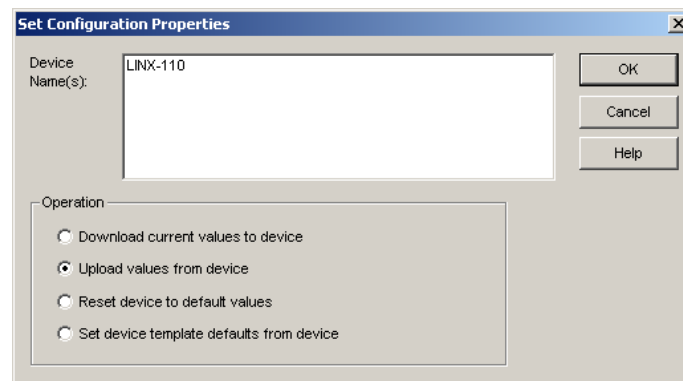 Set Configuration Properties
Device Name(s):
LINX-110
OK
Cancel
Help
Operation
Download current values to device
Upload values from device
Reset device to default values
Set device template defaults from device